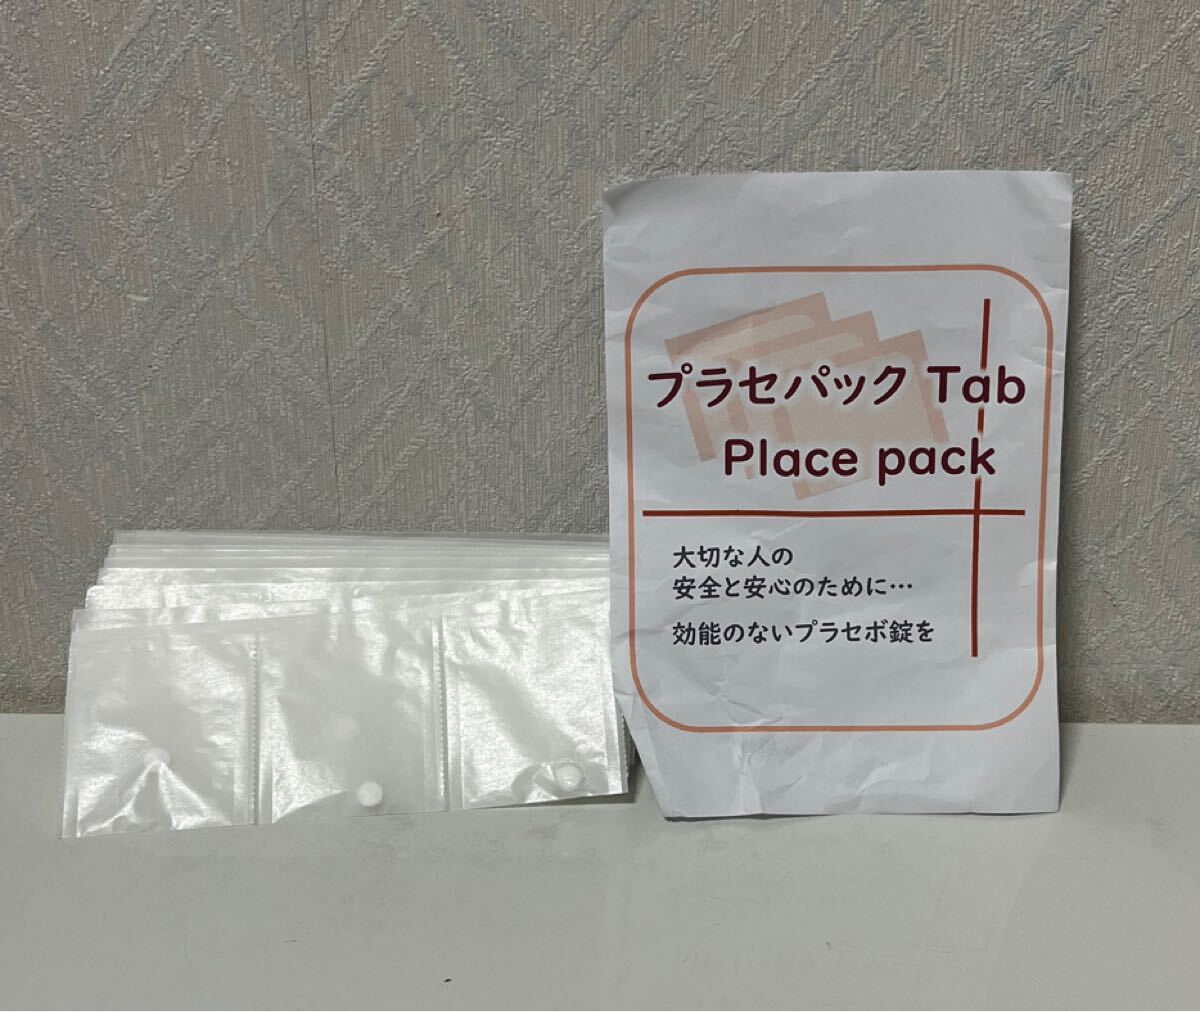 プラセパック Tab
Place pack
大切な人の
安全と安心のために…
効能のないプラセボ錠を